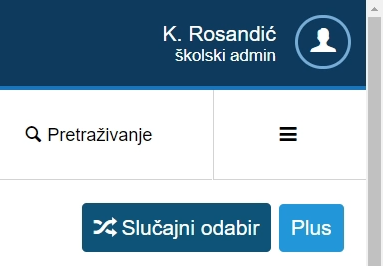 K. Rosandić
školski admin
Pretraživanje
Slučajni odabir
Plus